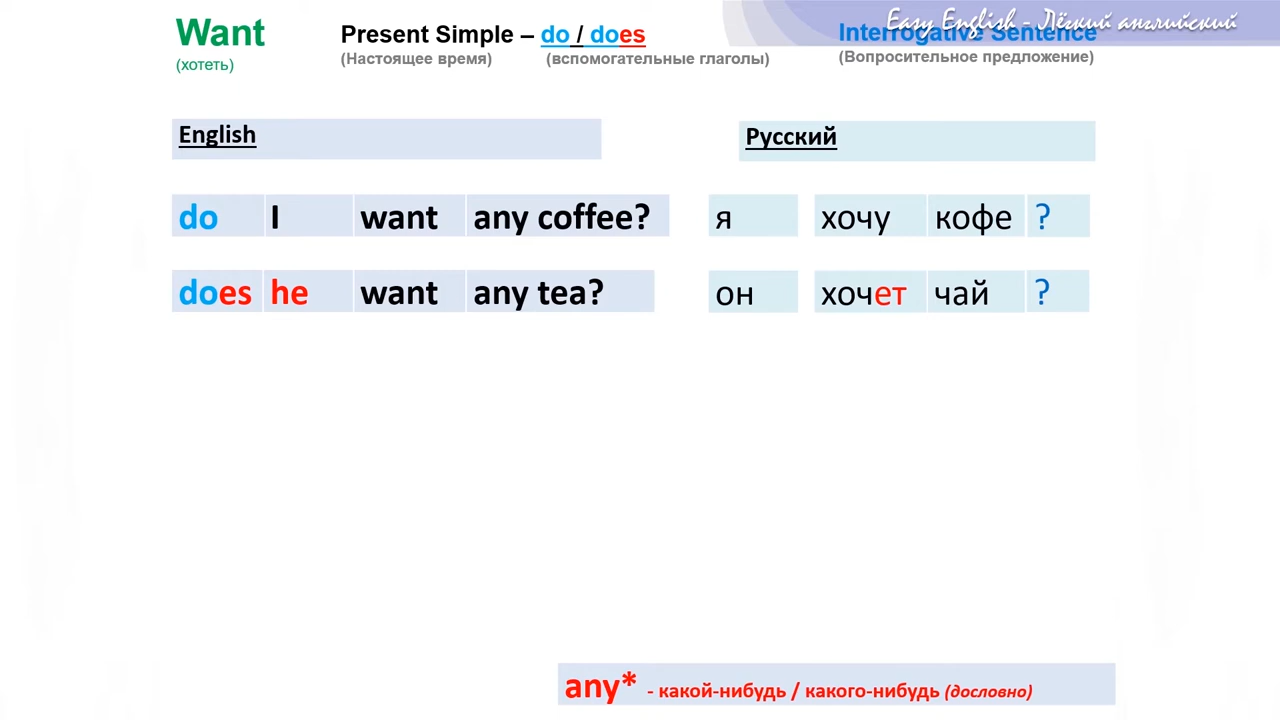 Want Present Simple – do / does Interrogative Sentence
Easy English - Лёгкий английский
(хотеть) (Настоящее время) (вспомогательные глаголы) (Вопросительное предложение)
English Русский
do I want any coffee? я хочу кофе ?
does he want any tea? он хочет чай ?
any* - какой-нибудь / какого-нибудь (дословно)